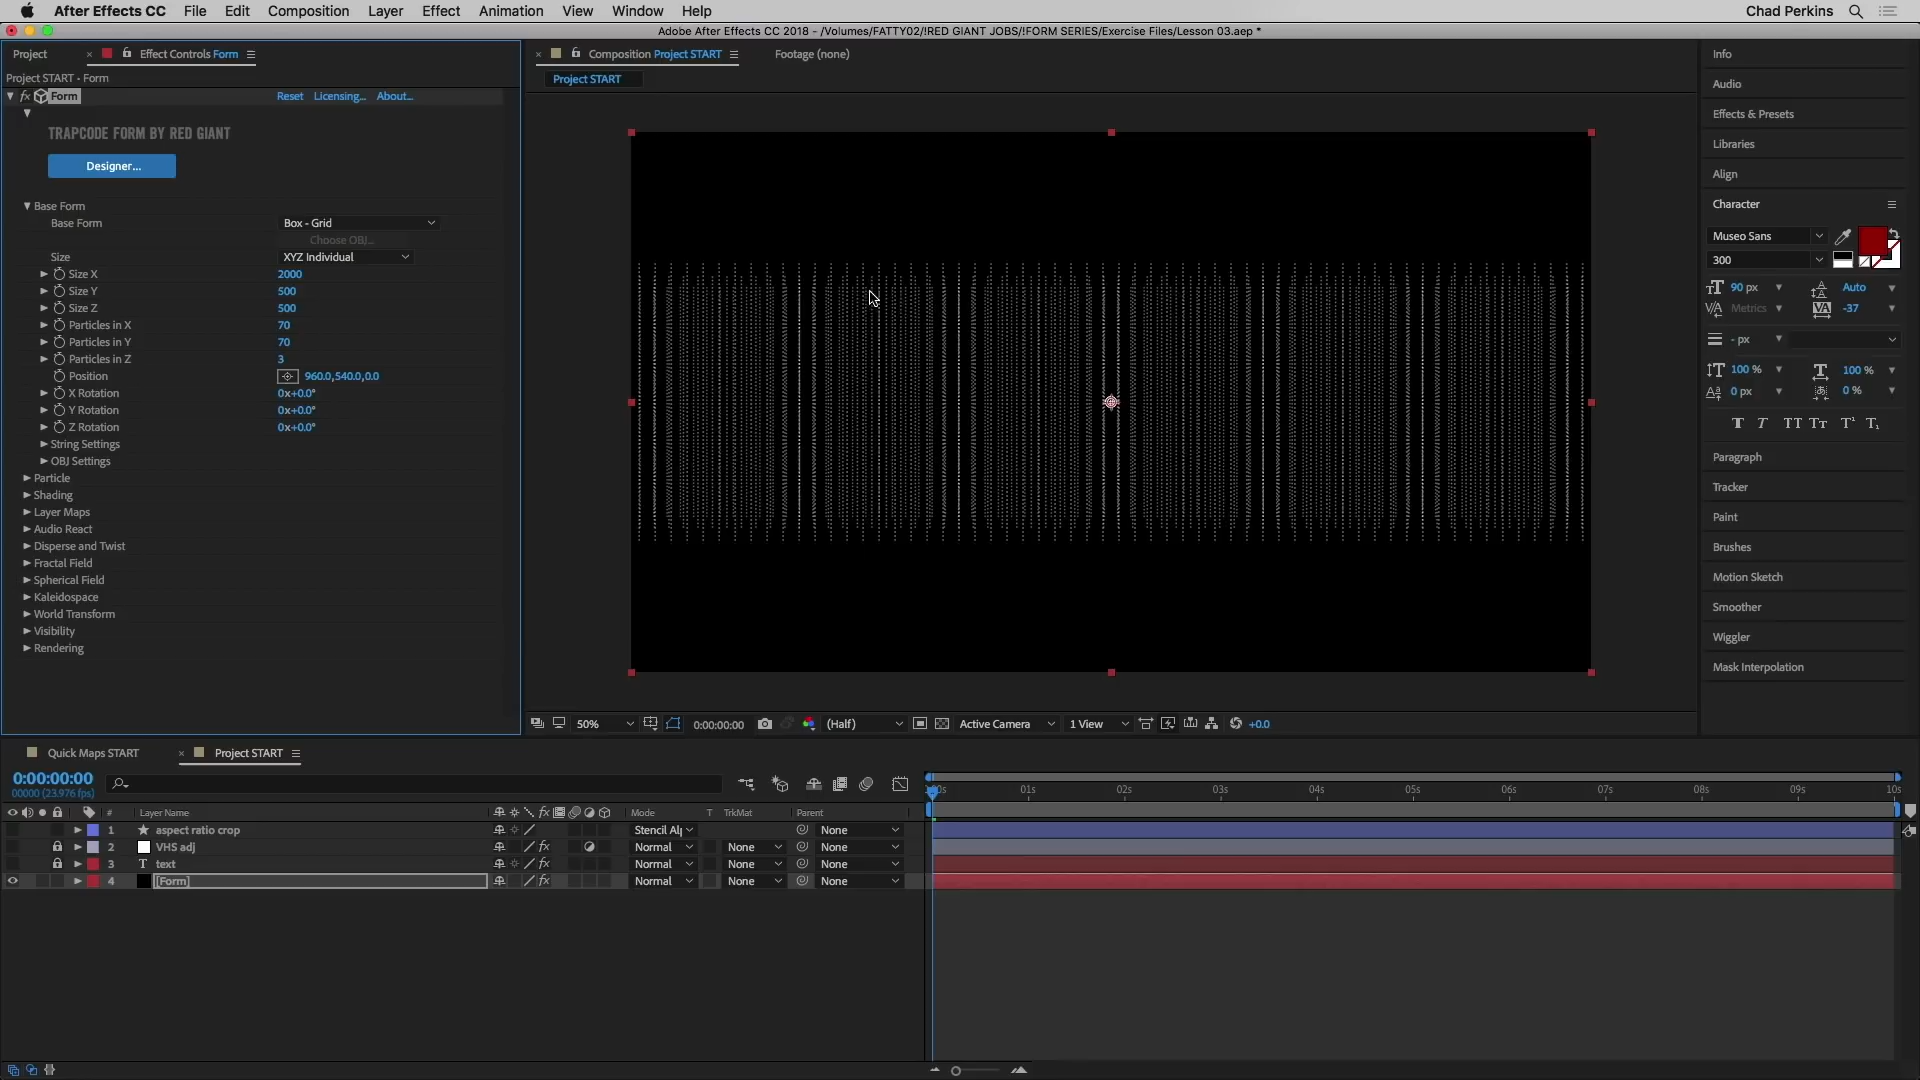 After Effects CC File Edit Composition Layer Effect Animation View Window Help Chad Perkins
Adobe After Effects CC 2018 - /Volumes/FATTY02/!RED GIANT JOBS/!FORM SERIES/Exercise Files/Lesson 03.aep *
Project × Effect Controls Form
Project START • Form
fx Form Reset Licensing... About...
TRAPCODE FORM BY RED GIANT
Designer...
Base Form
Base Form Box - Grid
Choose OBJ...
Size XYZ Individual
Size X 2000
Size Y 500
Size Z 500
Particles in X 70
Particles in Y 70
Particles in Z 3
Position 960.0,540.0,0.0
X Rotation 0x+0.0°
Y Rotation 0x+0.0°
Z Rotation 0x+0.0°
String Settings
OBJ Settings
Particle
Shading
Layer Maps
Audio React
Disperse and Twist
Fractal Field
Spherical Field
Kaleidospace
World Transform
Visibility
Rendering
× Composition Project START Footage (none)
Project START
50% 0:00:00:00 (Half) Active Camera 1 View +0.0
Info
Audio
Effects & Presets
Libraries
Align
Character
Museo Sans
300
90 px Auto
Metrics -37
- px
100 % 100 %
0 px 0 %
T T TT Tт T¹ T₁
Paragraph
Tracker
Paint
Brushes
Motion Sketch
Smoother
Wiggler
Mask Interpolation
Quick Maps START × Project START
0:00:00:00
00000 (23.976 fps)
# Layer Name Mode T TrkMat Parent
1 aspect ratio crop Stencil Alp None
2 VHS adj fx Normal None None
3 T text fx Normal None None
4 [Form] fx Normal None None
01s 02s 03s 04s 05s 06s 07s 08s 09s 10s